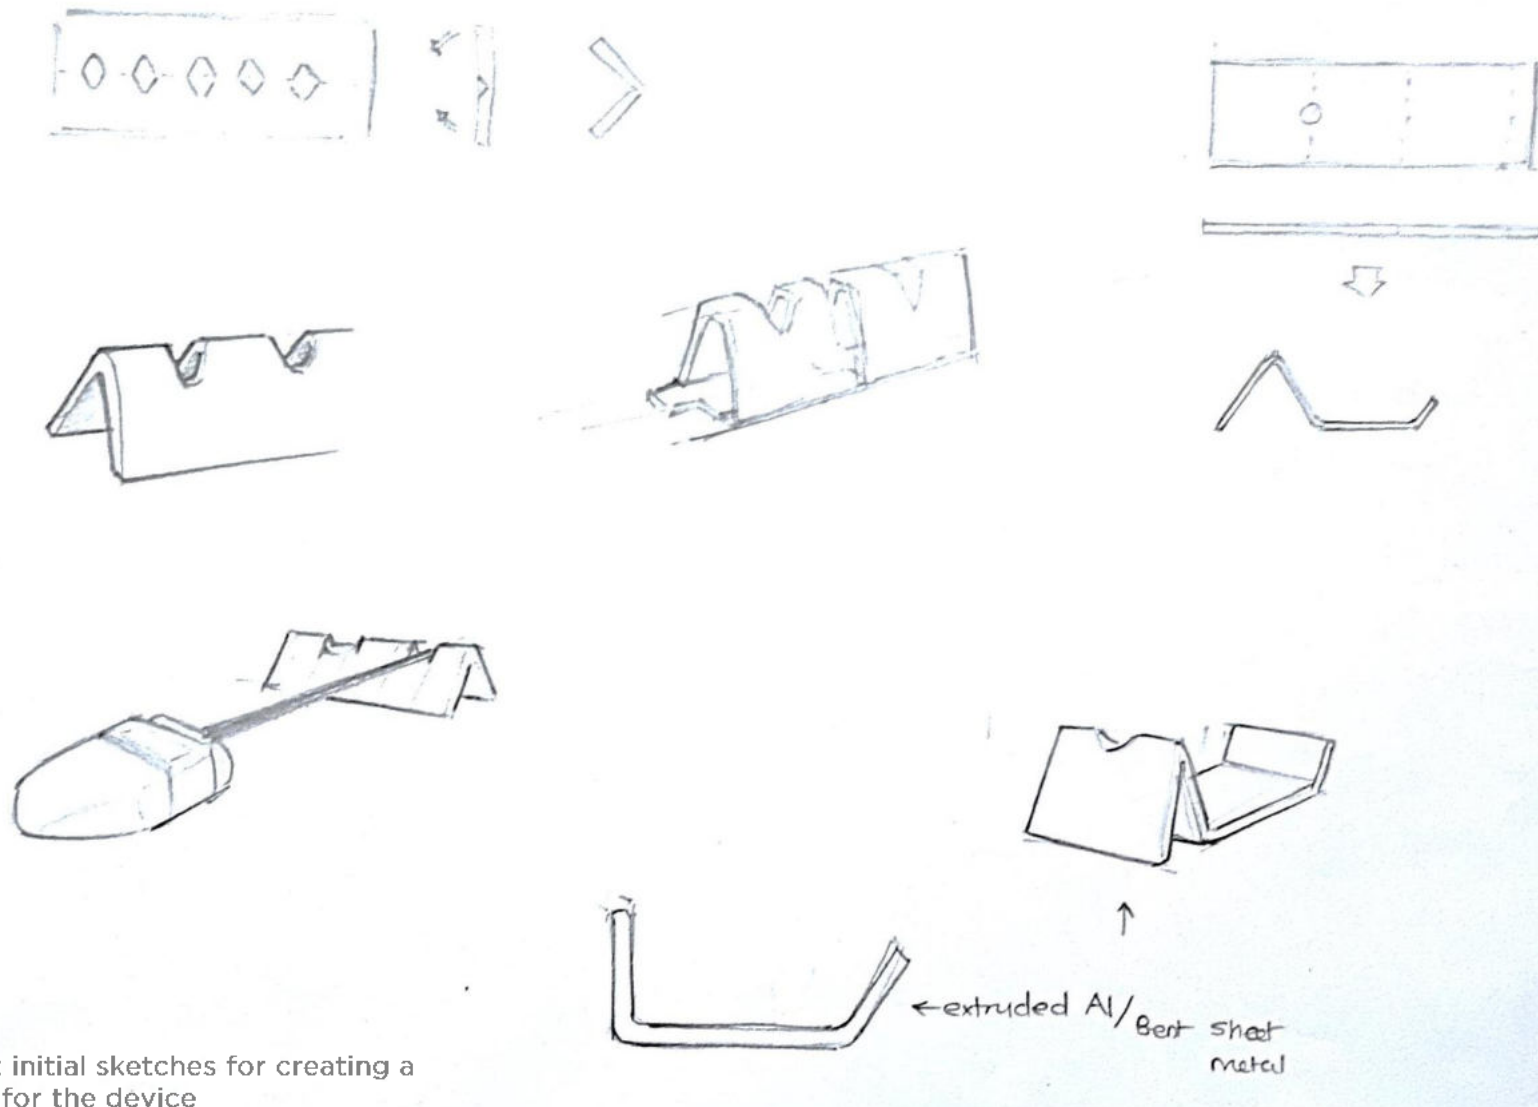 ←extruded Al/Bent sheet
metal
initial sketches for creating a
for the device